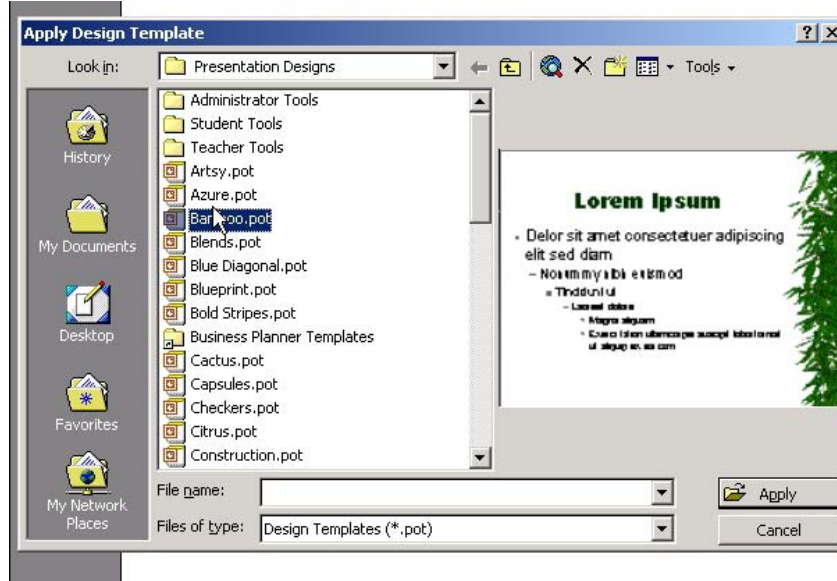 Apply Design Template
Look in:
Presentation Designs
Tools
History
My Documents
Desktop
Favorites
My Network
Places
Administrator Tools
Student Tools
Teacher Tools
Artsy.pot
Azure.pot
Bamboo.pot
Blends.pot
Blue Diagonal.pot
Blueprint.pot
Bold Stripes.pot
Business Planner Templates
Cactus.pot
Capsules.pot
Checkers.pot
Citrus.pot
Construction.pot
Lorem Ipsum
Delor sit amet consectetuer adipiscing
elit sed diam
File name:
Apply
Files of type:
Design Templates (*.pot)
Cancel